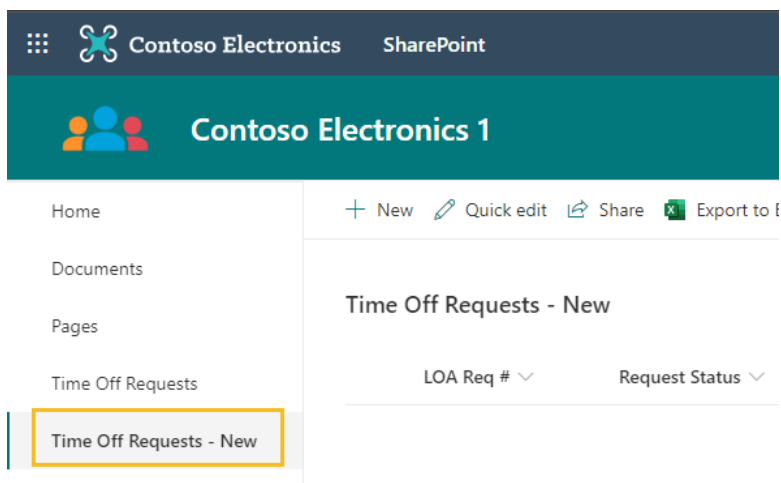 Contoso Electronics SharePoint
Contoso Electronics 1
Home
+ New Quick edit Share Export to
Documents
Time Off Requests - New
Pages
LOA Req # Request Status
Time Off Requests
Time Off Requests - New